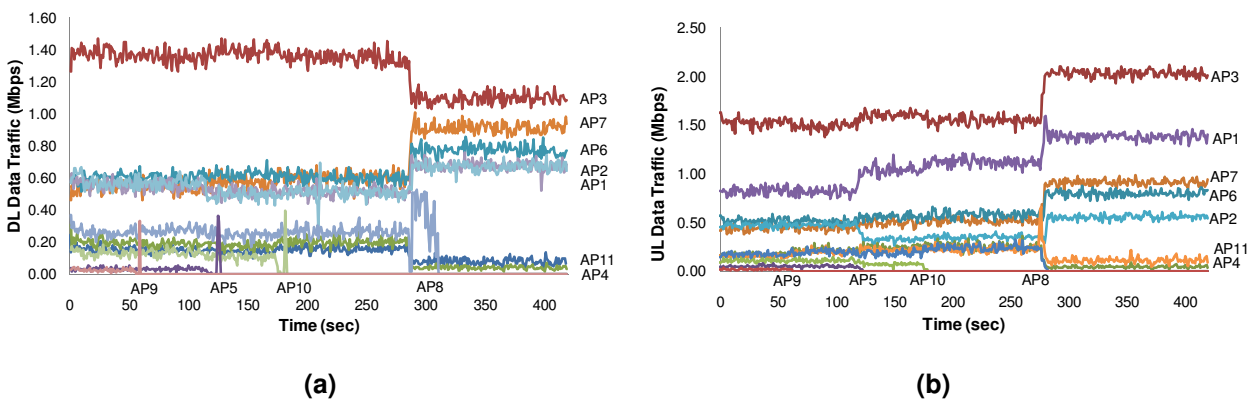 DL Data Traffic (Mbps)
1.60
1.40
1.20
1.00
0.80
0.60
0.40
0.20
0.00
AP3
AP7
AP6
AP2
AP1
AP11
AP4
AP9
AP5
AP10
AP8
0 50 100 150 200 250 300 350 400
Time (sec)
(a)
UL Data Traffic (Mbps)
2.50
2.00
1.50
1.00
0.50
0.00
AP3
AP1
AP7
AP6
AP2
AP11
AP4
AP9
AP5
AP10
AP8
0 50 100 150 200 250 300 350 400
Time (sec)
(b)